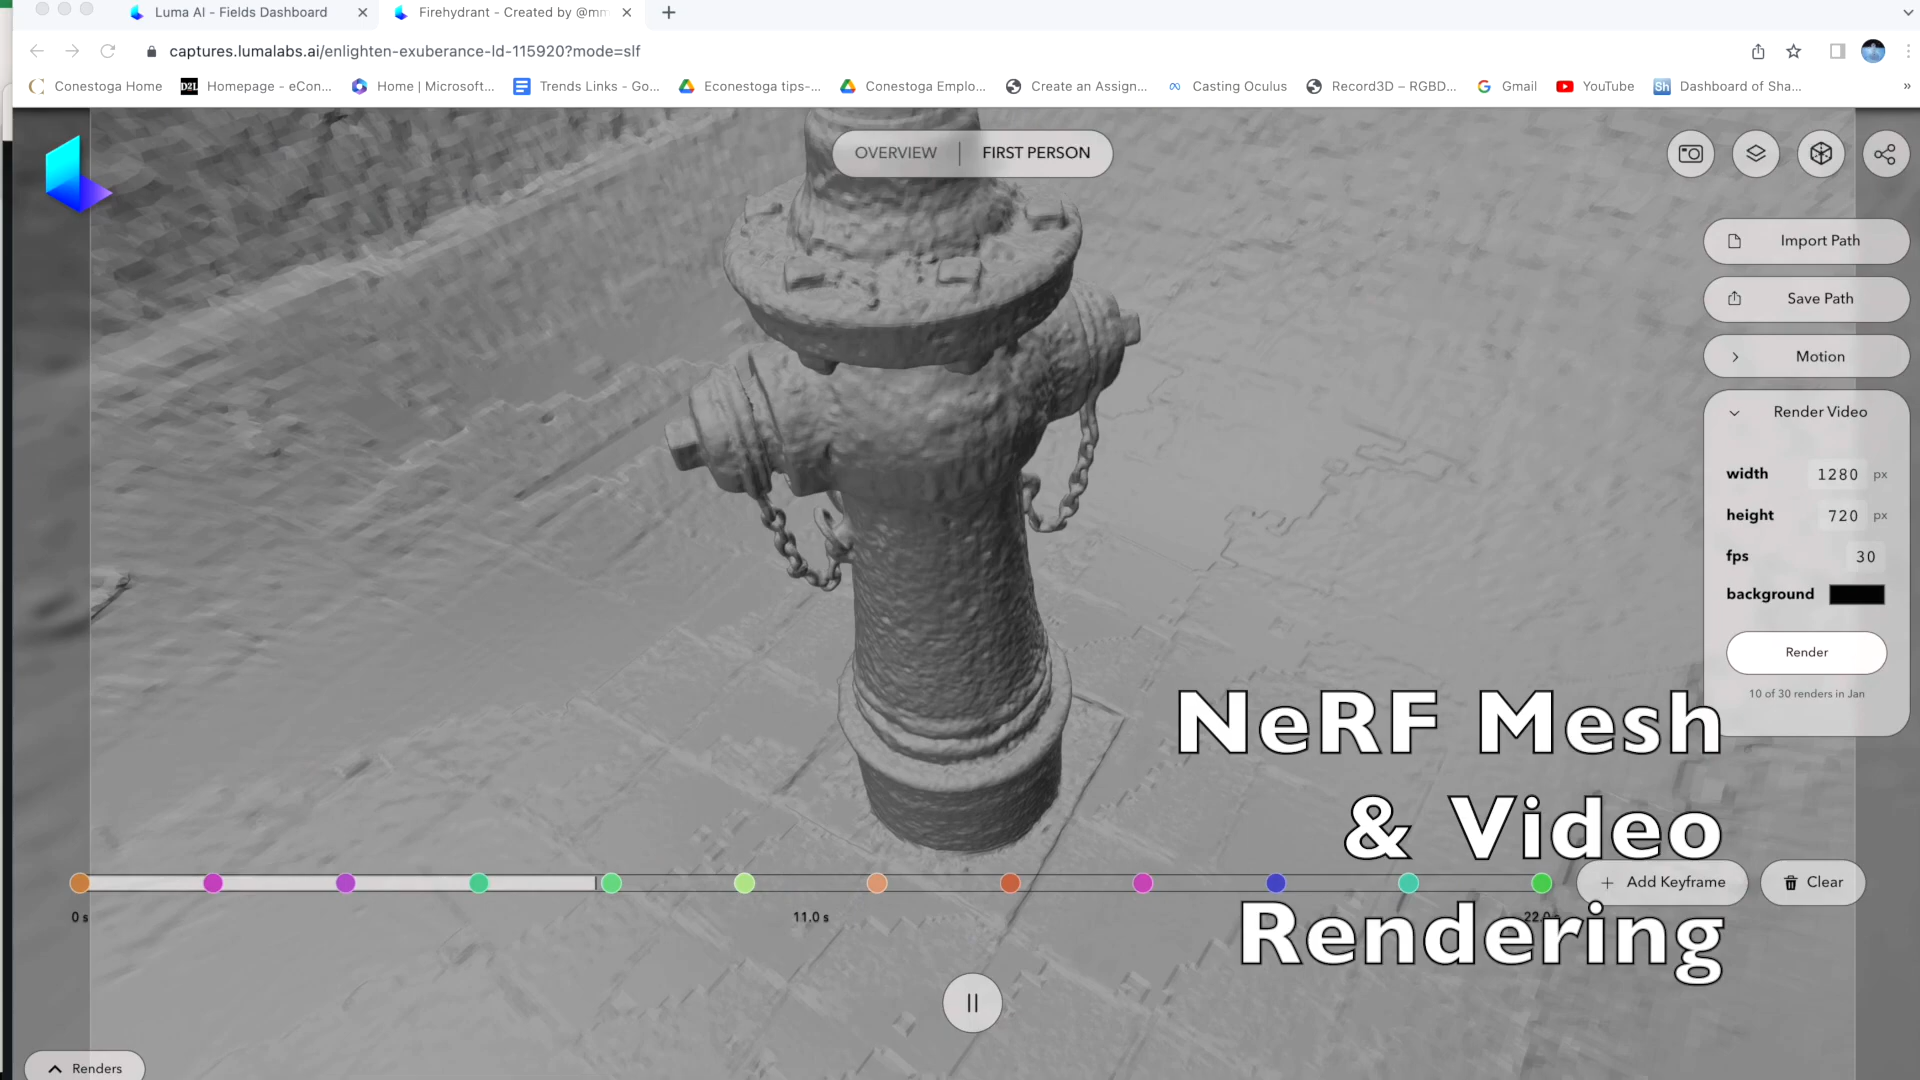 Luma AI - Fields Dashboard
Firehydrant - Created by @mm
captures.lumalabs.ai/enlighten-exuberance-ld-115920?mode=slf
Conestoga Home
D2L
Homepage - eCon...
Home | Microsoft...
Trends Links - Go...
Econestoga tips-...
Conestoga Emplo...
Create an Assign...
Casting Oculus
Record3D – RGBD...
Gmail
YouTube
Sh
Dashboard of Sha...
»
OVERVIEW | FIRST PERSON
Import Path
Save Path
Motion
Render Video
width 1280 px
height 720 px
fps 30
background
Render
10 of 30 renders in Jan
NeRF Mesh
& Video
Rendering
+ Add Keyframe
Clear
0 s
11.0 s
Renders